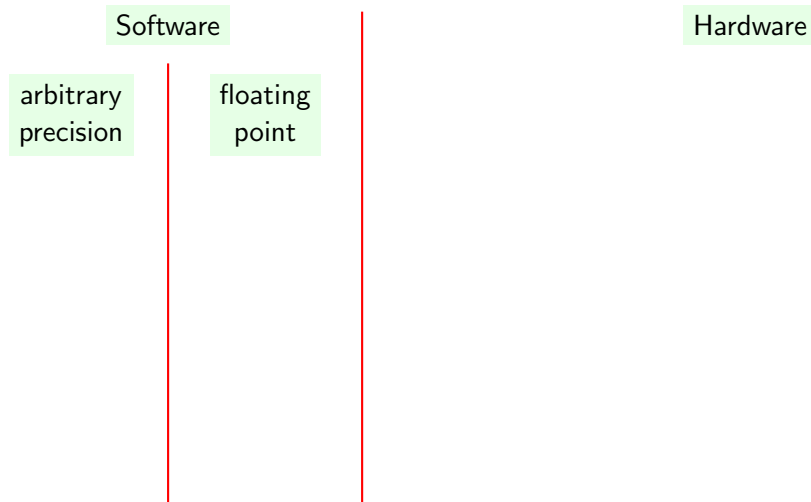 Software
Hardware
arbitrary
precision
floating
point